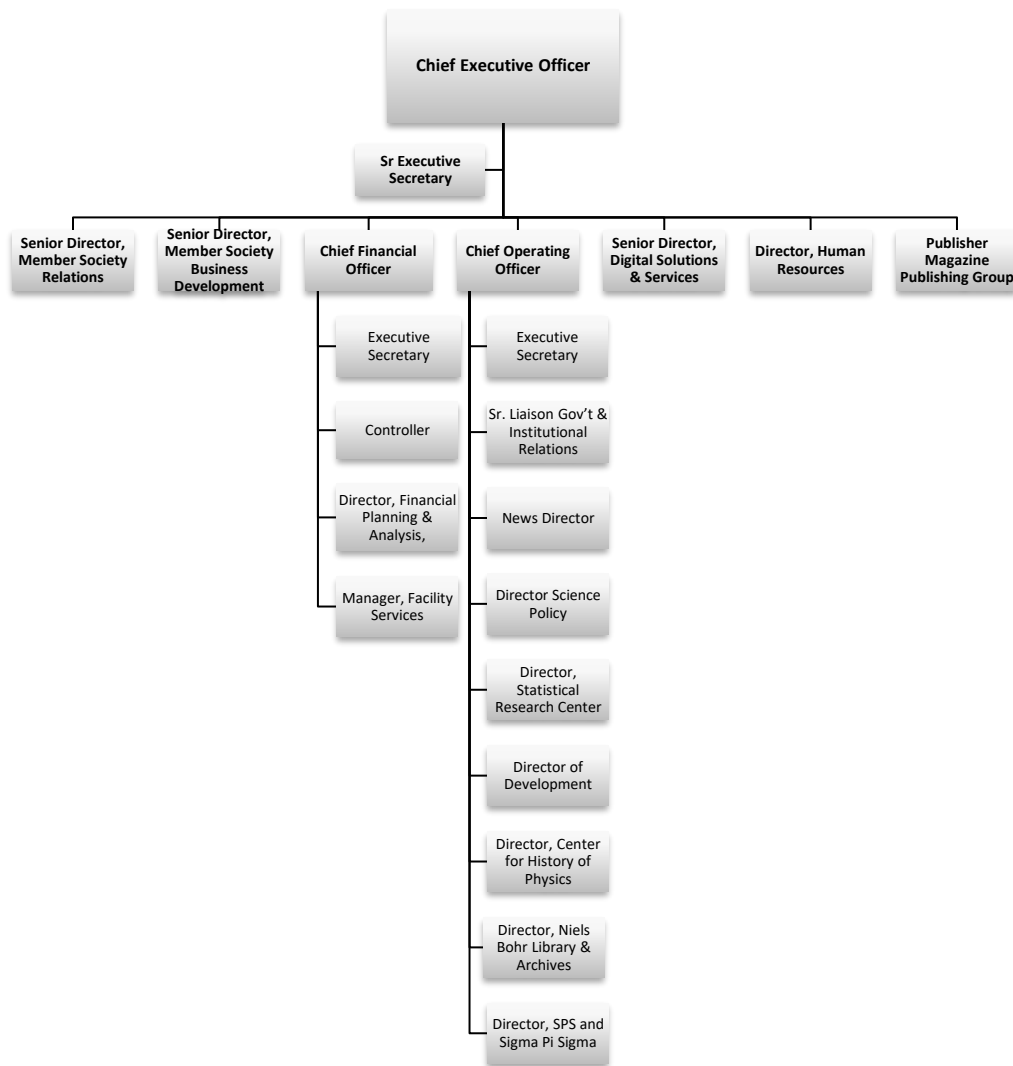 Chief Executive Officer
Sr Executive
Secretary
Senior Director,
Member Society
Relations
Senior Director,
Member Society
Business
Development
Chief Financial
Officer
Chief Operating
Officer
Senior Director,
Digital Solutions
& Services
Director, Human
Resources
Publisher
Magazine
Publishing Group
Executive
Secretary
Controller
Director, Financial
Planning &
Analysis,
Manager, Facility
Services
Executive
Secretary
Sr. Liaison Gov’t &
Institutional
Relations
News Director
Director Science
Policy
Director,
Statistical
Research Center
Director of
Development
Director, Center
for History of
Physics
Director, Niels
Bohr Library &
Archives
Director, SPS and
Sigma Pi Sigma